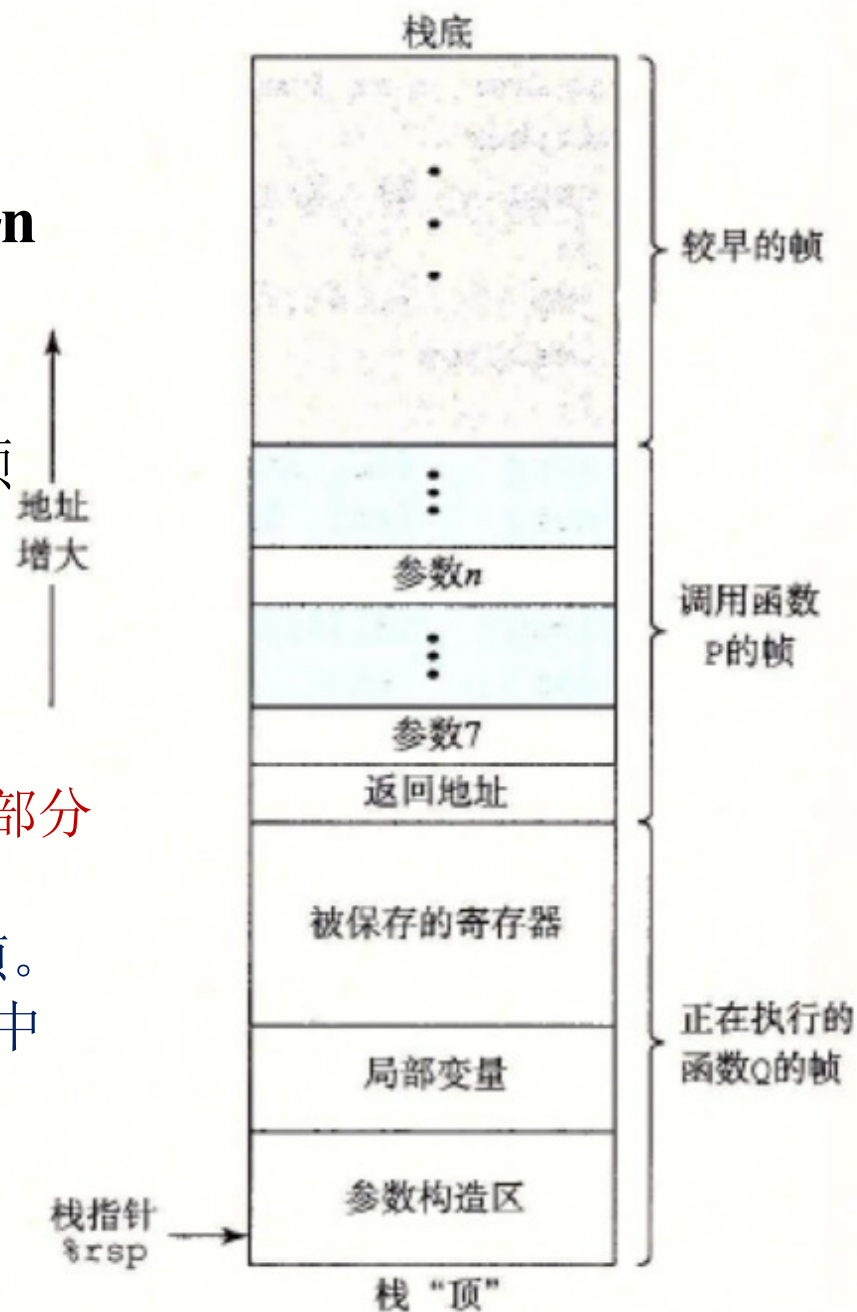 栈底
n
较早的帧
地址
增大
参数n
调用函数
P的帧
参数7
返回地址
部分
被保存的寄存器
中
正在执行的
函数Q的帧
局部变量
参数构造区
栈指针
%rsp
栈“顶”